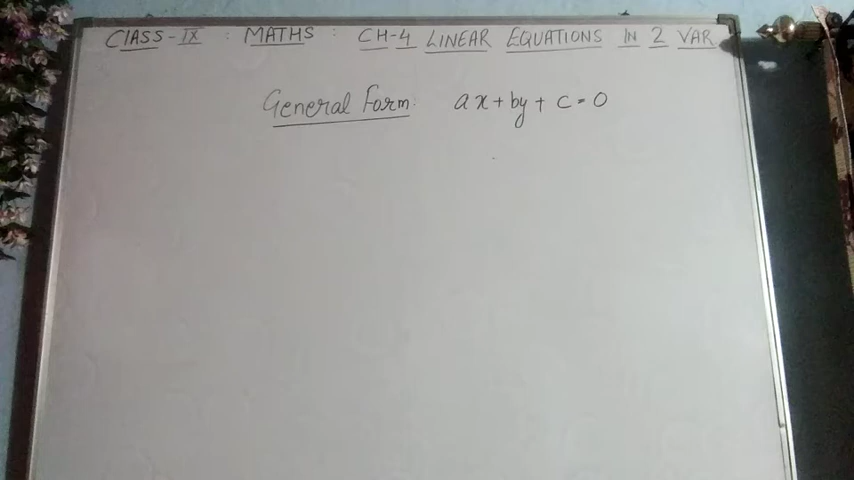 CLASS-IX : MATHS : CH-4 LINEAR EQUATIONS IN 2 VAR.
General Form: ax+by+c=0